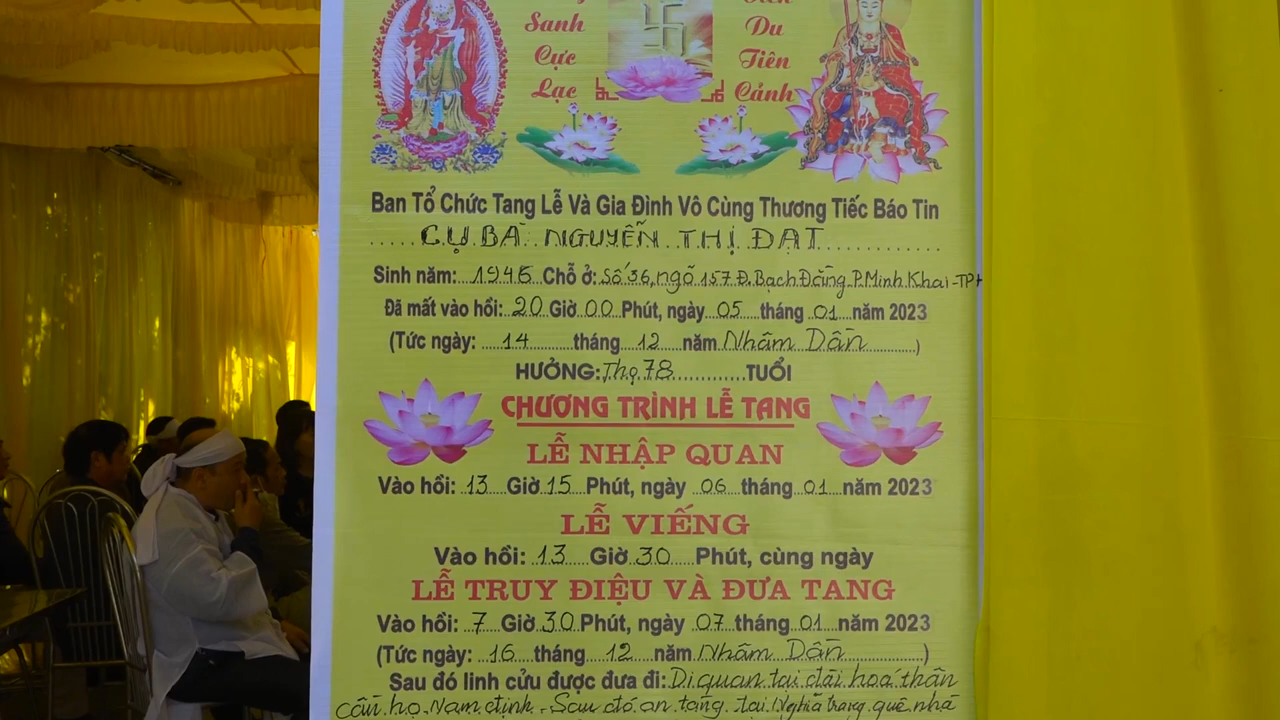 Sanh
Cực
Lạc
Du
Tiên
Cảnh
Ban Tổ Chức Tang Lễ Và Gia Đình Vô Cùng Thương Tiếc Báo Tin
CỤ BÀ NGUYỄN THỊ ĐẠT
Sinh năm: 1946 Chỗ ở: Số 36, ngõ 157 Đ. Bạch Đằng - P. Minh Khai - TP
Đã mất vào hồi: 20 Giờ 00 Phút, ngày 05 tháng 01 năm 2023
(Tức ngày: 14 tháng 12 năm Nhâm Dần)
HƯỞNG: Thọ 78 TUỔI
CHƯƠNG TRÌNH LỄ TANG
LỄ NHẬP QUAN
Vào hồi: 13 Giờ 15 Phút, ngày 06 tháng 01 năm 2023
LỄ VIẾNG
Vào hồi: 13 Giờ 30 Phút, cùng ngày
LỄ TRUY ĐIỆU VÀ ĐƯA TANG
Vào hồi: 7 Giờ 30 Phút, ngày 07 tháng 01 năm 2023
(Tức ngày: 16 tháng 12 năm Nhâm Dần)
Sau đó linh cửu được đưa đi: Di quan tại đài hoá thân
cầu họ. Nam định. Sau đó an táng tại Nghĩa trang quê nhà